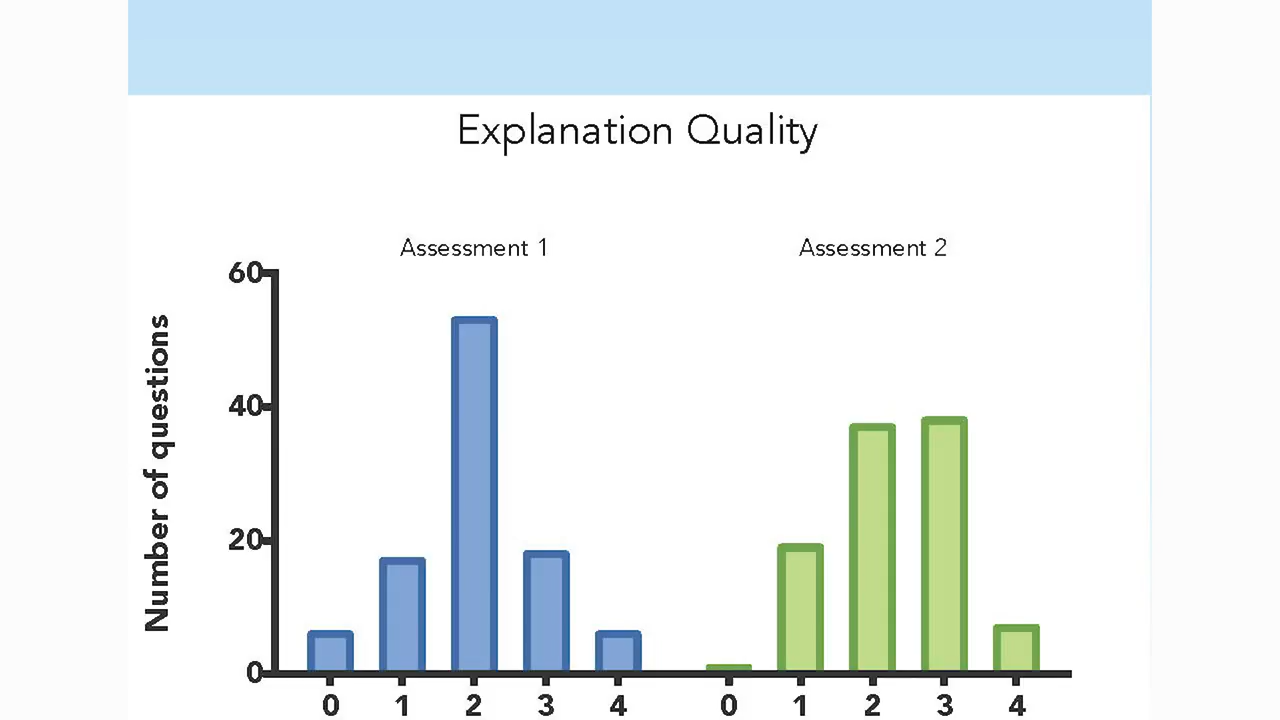 Explanation Quality
Assessment 1
Assessment 2
Number of questions
60
40
20
0
0 1 2 3 4
0 1 2 3 4